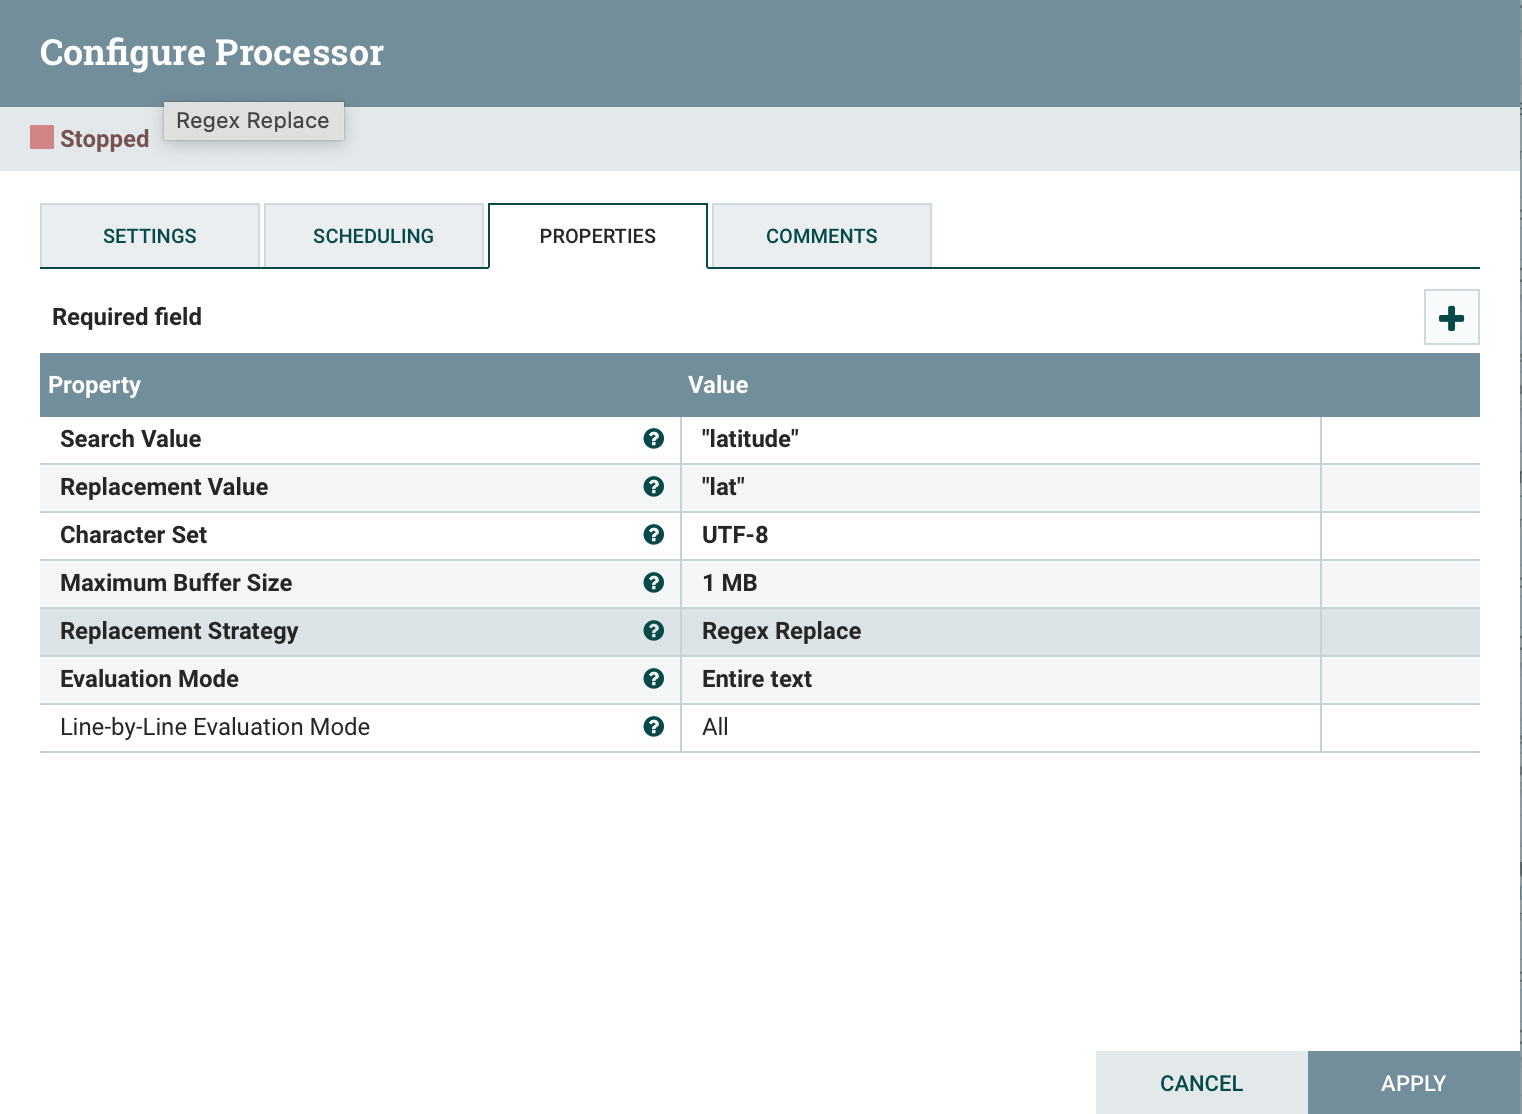 Configure Processor
Regex Replace
Stopped
SETTINGS SCHEDULING PROPERTIES COMMENTS
Required field
Property Value
Search Value "latitude"
Replacement Value "lat"
Character Set UTF-8
Maximum Buffer Size 1 MB
Replacement Strategy Regex Replace
Evaluation Mode Entire text
Line-by-Line Evaluation Mode All
CANCEL APPLY